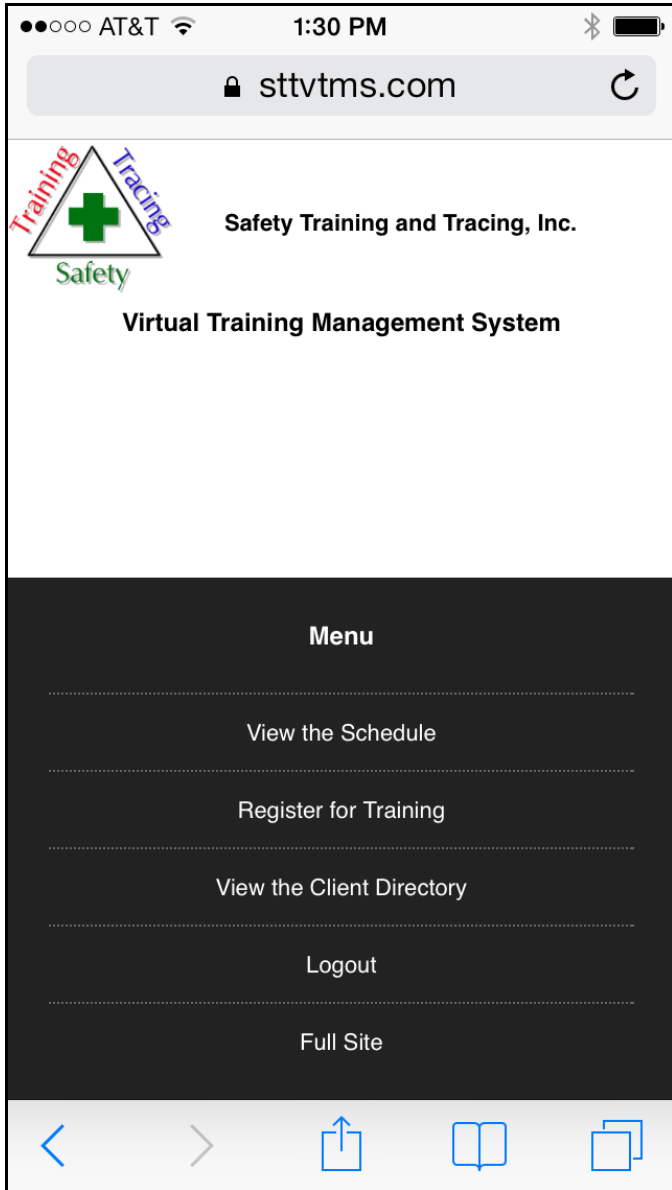 AT&T 1:30 PM
sttvtms.com
Training Tracing
Safety
Safety Training and Tracing, Inc.
Virtual Training Management System
Menu
View the Schedule
Register for Training
View the Client Directory
Logout
Full Site